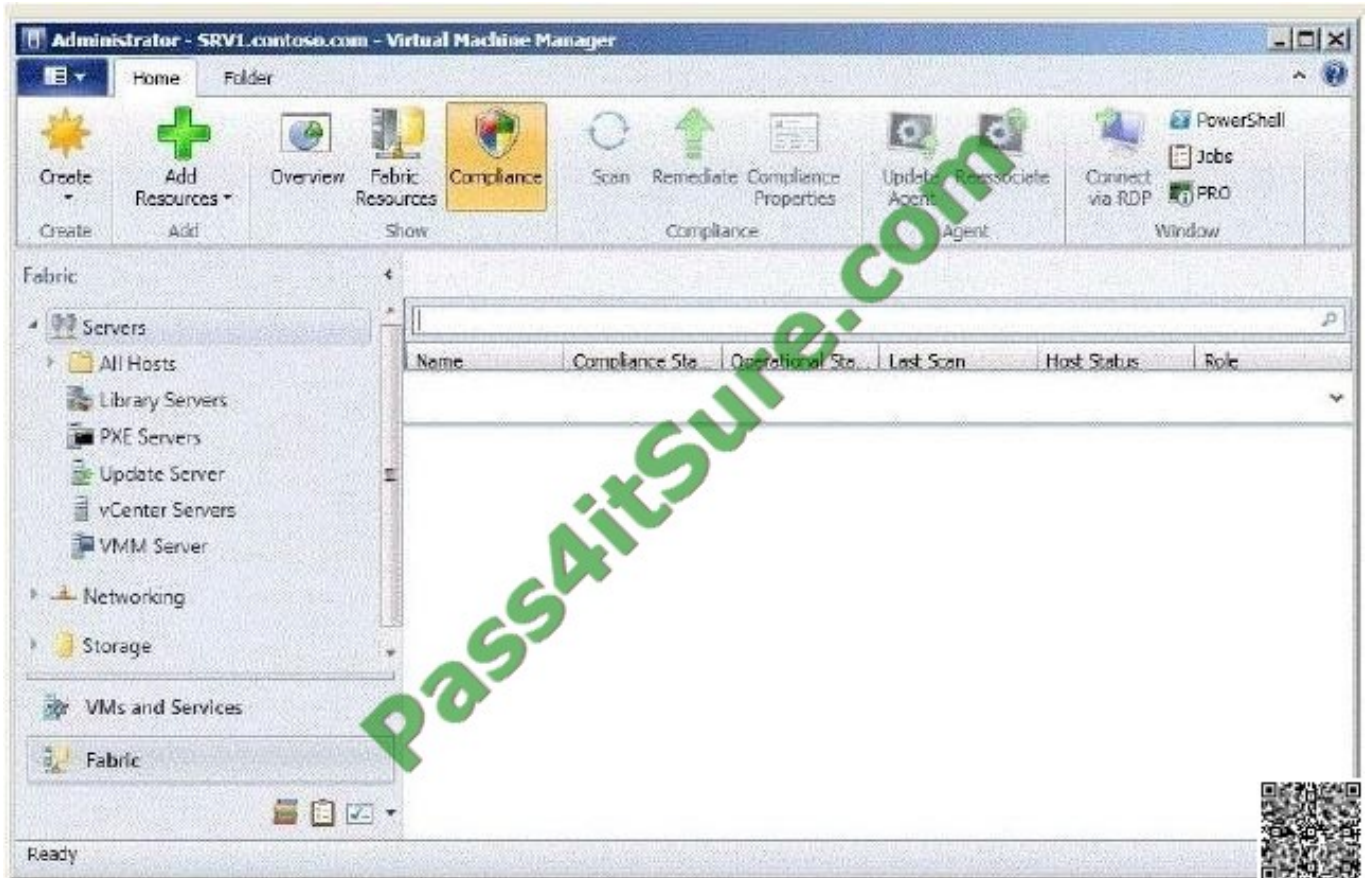 Administrator - SRV1.contoso.com - Virtual Machine Manager
Home Folder
Create
Add Resources
Overview
Fabric Resources
Compliance
Scan
Remediate
Compliance Properties
Update Agent
Reassociate
Connect via RDP
PowerShell
Jobs
PRO
Create Add Show Compliance Agent Window
Fabric
Servers
All Hosts
Library Servers
PXE Servers
Update Server
vCenter Servers
VMM Server
Networking
Storage
VMs and Services
Fabric
Name Compliance Sta... Operational Sta... Last Scan Host Status Role
Ready
Pass4itSure.com